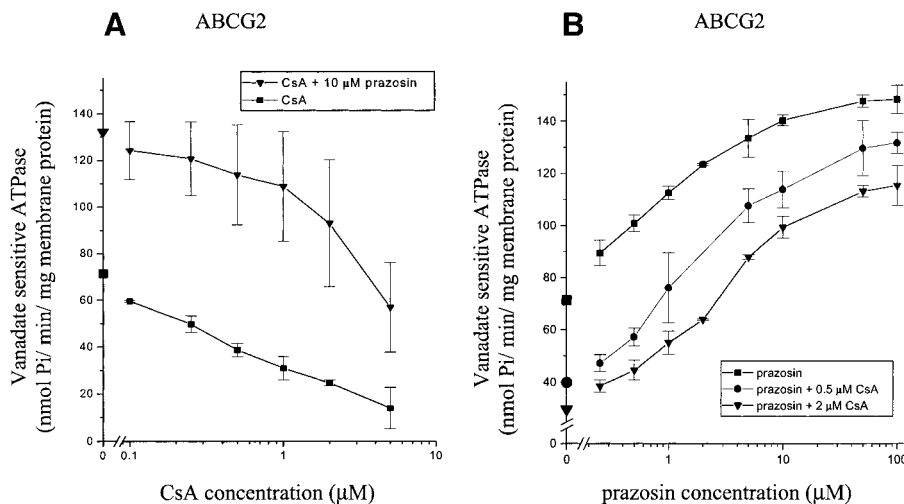 A
ABCG2
CsA + 10 μM prazosin
CsA
140
120
100
80
60
40
20
0
Vanadate sensitive ATPase
(nmol Pi/ min/ mg membrane protein)
0
0.1
1
10
CsA concentration (μM)
B
ABCG2
140
120
100
80
60
40
0
Vanadate sensitive ATPase
(nmol Pi/ min/ mg membrane protein)
prazosin
prazosin + 0.5 μM CsA
prazosin + 2 μM CsA
0
1
10
100
prazosin concentration (μM)